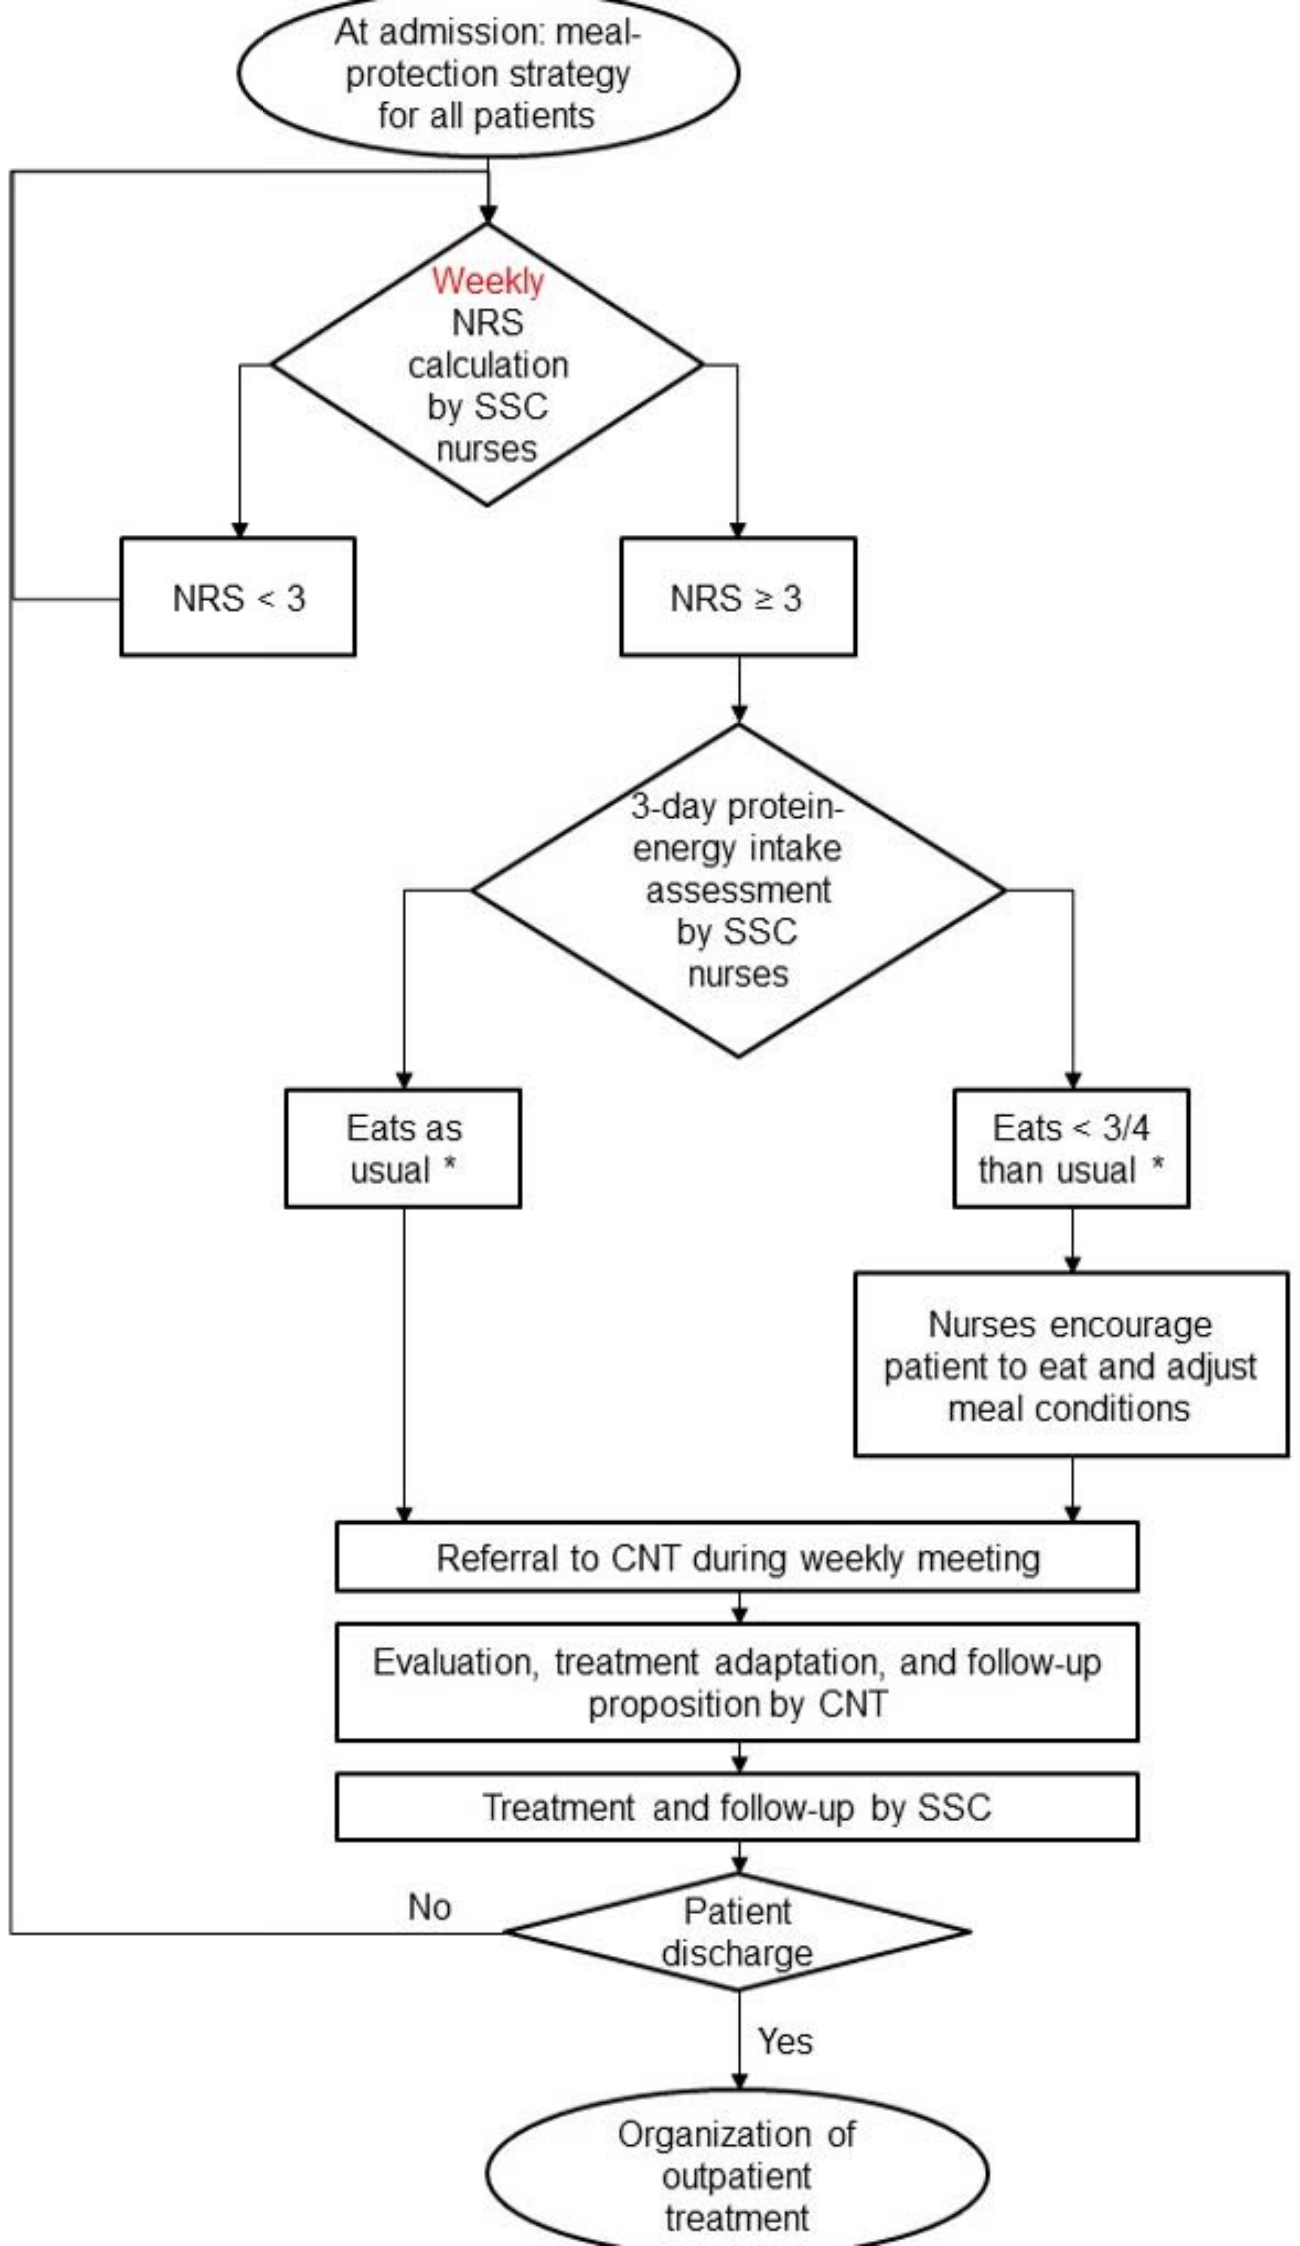 At admission: meal-
protection strategy
for all patients
Weekly
NRS
calculation
by SSC
nurses
NRS < 3
NRS ≥ 3
3-day protein-
energy intake
assessment
by SSC
nurses
Eats as
usual *
Eats < 3/4
than usual *
Nurses encourage
patient to eat and adjust
meal conditions
Referral to CNT during weekly meeting
Evaluation, treatment adaptation, and follow-up
proposition by CNT
Treatment and follow-up by SSC
No
Patient
discharge
Yes
Organization of
outpatient
treatment